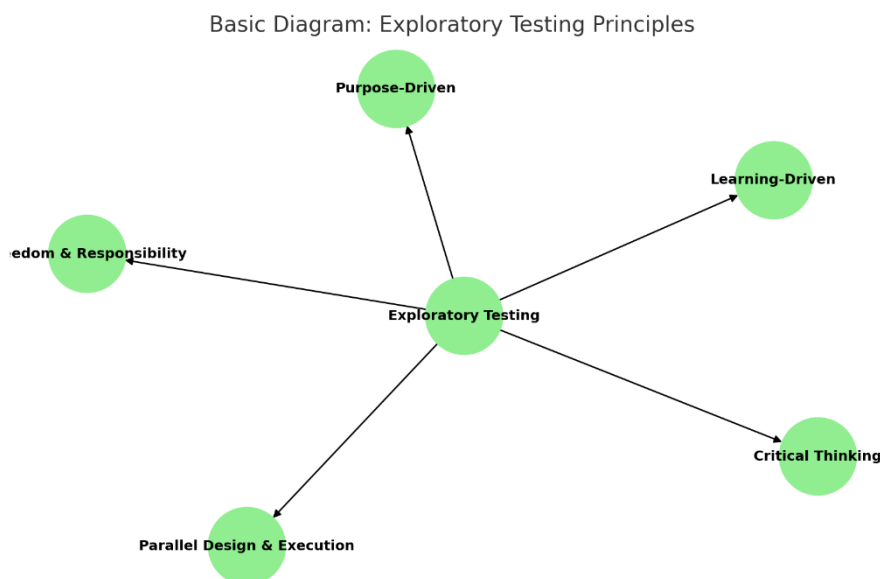 Basic Diagram: Exploratory Testing Principles
Purpose-Driven
Learning-Driven
edom & Responsibility
Exploratory Testing
Critical Thinking
Parallel Design & Execution